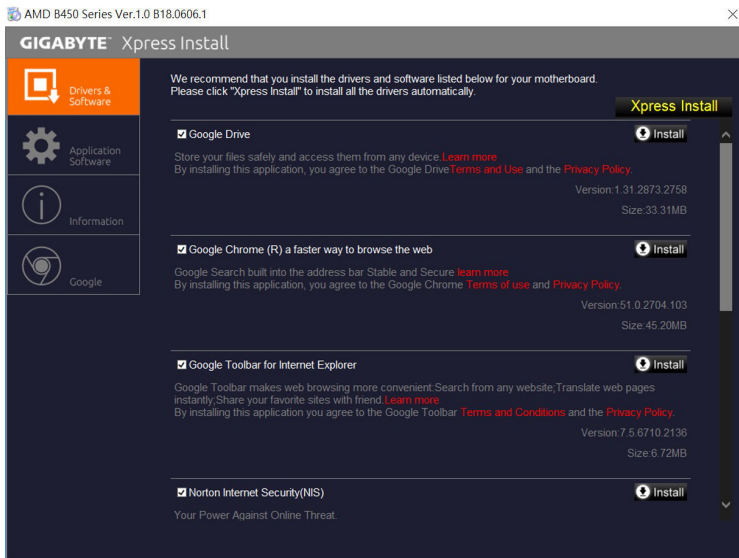 AMD B450 Series Ver.1.0 B18.0606.1
GIGABYTE™ Xpress Install
Drivers &
Software
Application
Software
Information
Google
We recommend that you install the drivers and software listed below for your motherboard.
Please click "Xpress Install" to install all the drivers automatically.
Xpress Install
Google Drive
Install
Store your files safely and access them from any device.Learn more
By installing this application, you agree to the Google DriveTerms and Use and the Privacy Policy.
Version:1.31.2873.2758
Size:33.31MB
Google Chrome (R) a faster way to browse the web
Install
Google Search built into the address bar Stable and Secure learn more
By installing this application, you agree to the Google Chrome Terms of use and Privacy Policy.
Version:51.0.2704.103
Size:45.20MB
Google Toolbar for Internet Explorer
Install
Google Toolbar makes web browsing more convenient:Search from any website;Translate web pages
instantly;Share your favorite sites with friend.Learn more
By installing this application you agree to the Google Toolbar Terms and Conditions and the Privacy Policy.
Version:7.5.6710.2136
Size:6.72MB
Norton Internet Security(NIS)
Install
Your Power Against Online Threat.